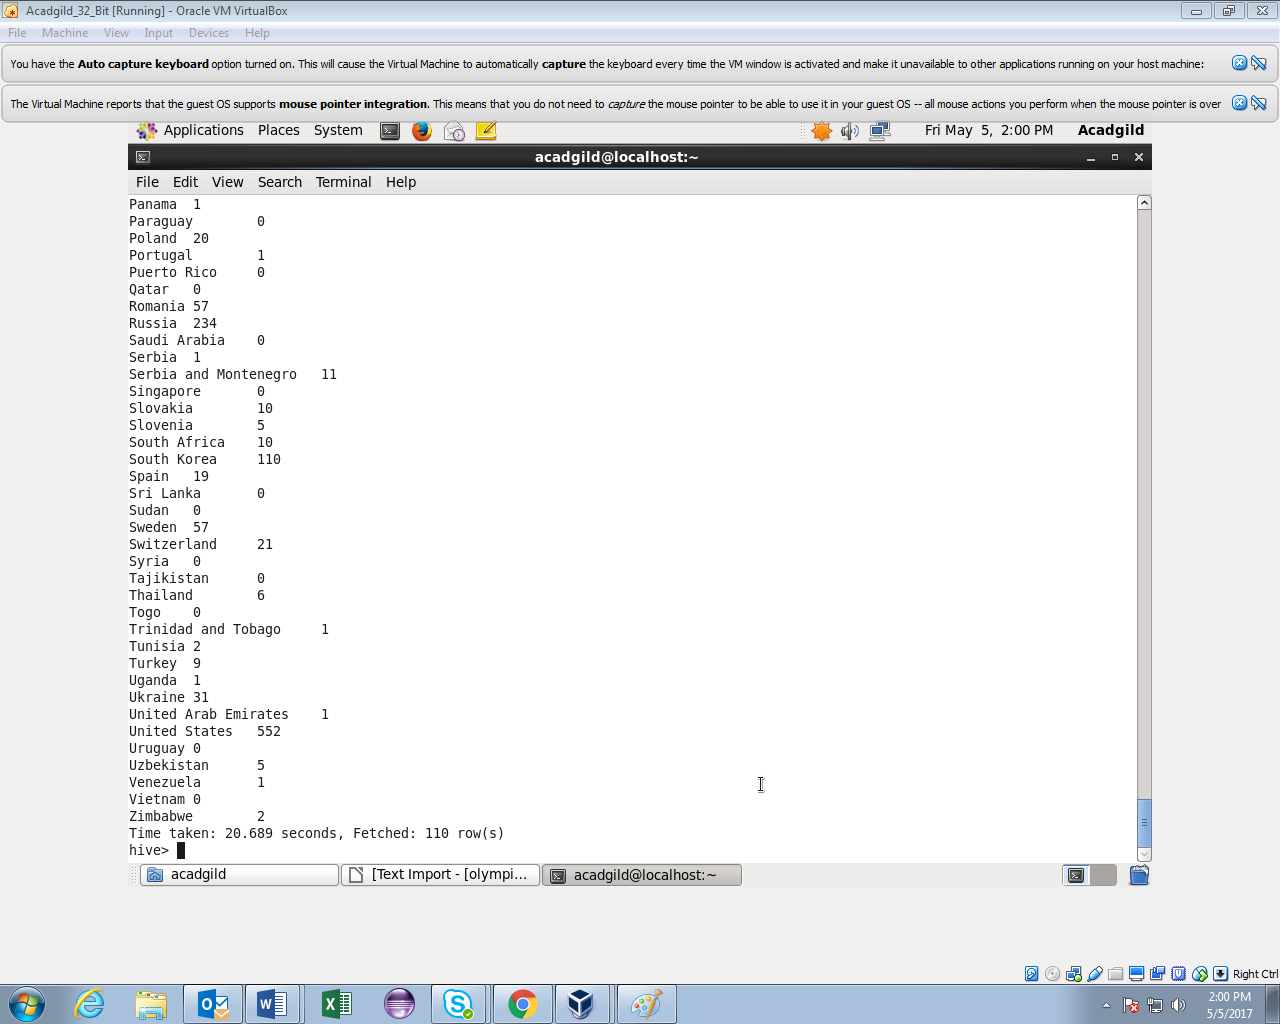 Acadgild_32_Bit [Running] - Oracle VM VirtualBox
File Machine View Input Devices Help
You have the Auto capture keyboard option turned on. This will cause the Virtual Machine to automatically capture the keyboard every time the VM window is activated and make it unavailable to other applications running on your host machine:
The Virtual Machine reports that the guest OS supports mouse pointer integration. This means that you do not need to capture the mouse pointer to be able to use it in your guest OS -- all mouse actions you perform when the mouse pointer is over
Applications Places System Fri May 5, 2:00 PM Acadgild
acadgild@localhost:~
File Edit View Search Terminal Help
Panama 1
Paraguay 0
Poland 20
Portugal 1
Puerto Rico 0
Qatar 0
Romania 57
Russia 234
Saudi Arabia 0
Serbia 1
Serbia and Montenegro 11
Singapore 0
Slovakia 10
Slovenia 5
South Africa 10
South Korea 110
Spain 19
Sri Lanka 0
Sudan 0
Sweden 57
Switzerland 21
Syria 0
Tajikistan 0
Thailand 6
Togo 0
Trinidad and Tobago 1
Tunisia 2
Turkey 9
Uganda 1
Ukraine 31
United Arab Emirates 1
United States 552
Uruguay 0
Uzbekistan 5
Venezuela 1
Vietnam 0
Zimbabwe 2
Time taken: 20.689 seconds, Fetched: 110 row(s)
hive>
acadgild [Text Import - [olympi... acadgild@localhost:~
Right Ctrl
2:00 PM
5/5/2017